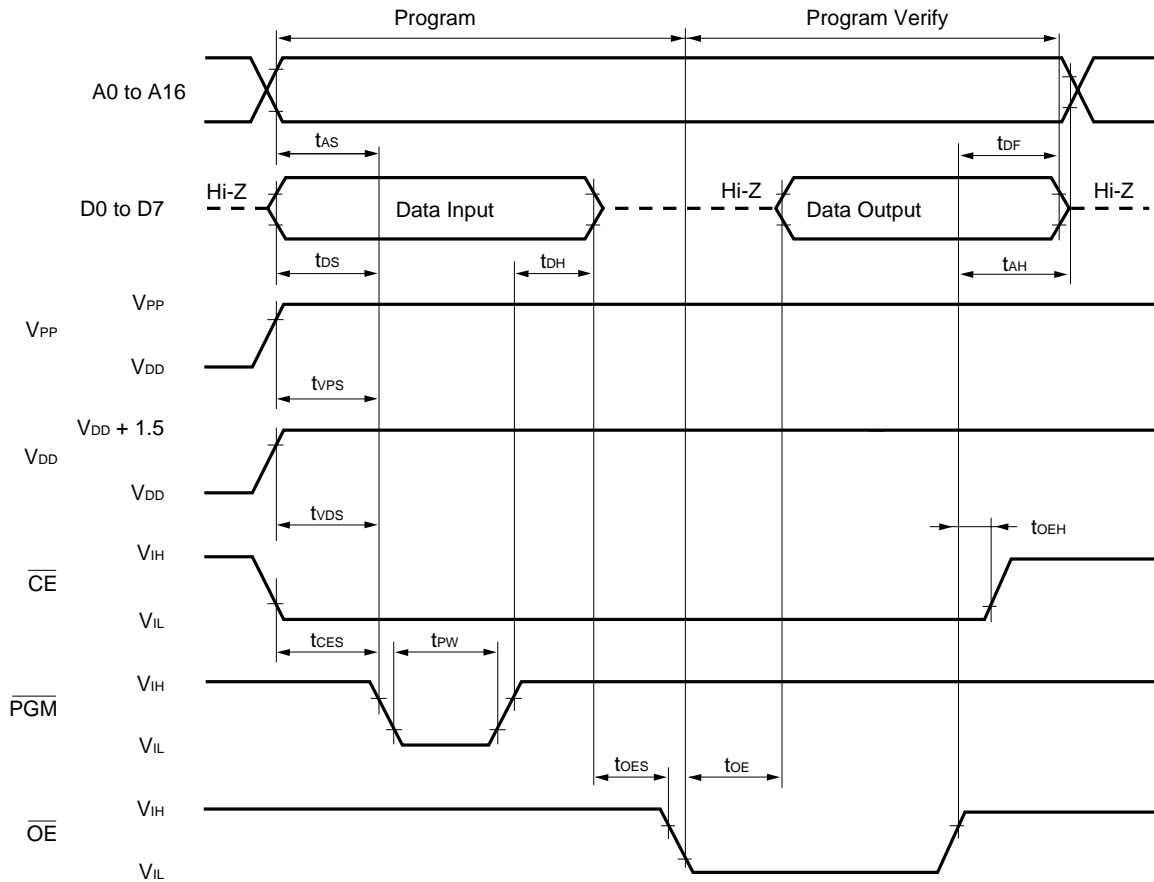 Program Program Verify
A0 to A16
tAS tDF
Hi-Z Hi-Z Hi-Z
D0 to D7 Data Input Data Output
tDS tDH tAH
VPP
VPP
VDD
tVPS
VDD + 1.5
VDD
VDD
tVDS
tOEH
VIH
CE
VIL
tCES tPW
VIH
PGM
VIL
tOES tOE
VIH
OE
VIL